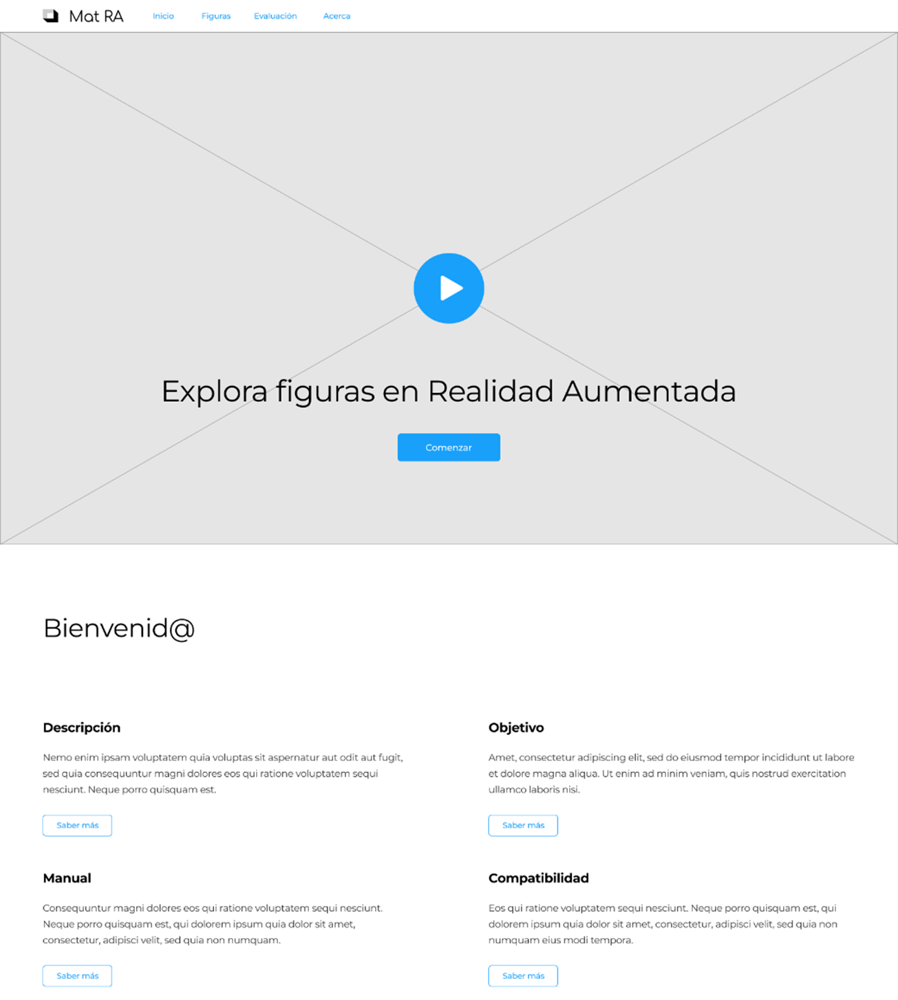 Mat RA
Inicio
Figuras
Evaluación
Acerca
Explora figuras en Realidad Aumentada
Comenzar
Bienvenid@
Descripción
Nemo enim ipsam voluptatem quia voluptas sit aspernatur aut odit aut fugit,
sed quia consequuntur magni dolores eos qui ratione voluptatem sequi
nesciunt. Neque porro quisquam est.
Saber más
Objetivo
Amet, consectetur adipiscing elit, sed do eiusmod tempor incididunt ut labore
et dolore magna aliqua. Ut enim ad minim veniam, quis nostrud exercitation
ullamco laboris nisi.
Saber más
Manual
Consequuntur magni dolores eos qui ratione voluptatem sequi nesciunt.
Neque porro quisquam est, qui dolorem ipsum quia dolor sit amet,
consectetur, adipisci velit, sed quia non numquam.
Saber más
Compatibilidad
Eos qui ratione voluptatem sequi nesciunt. Neque porro quisquam est, qui
dolorem ipsum quia dolor sit amet, consectetur, adipisci velit, sed quia non
numquam eius modi tempora.
Saber más